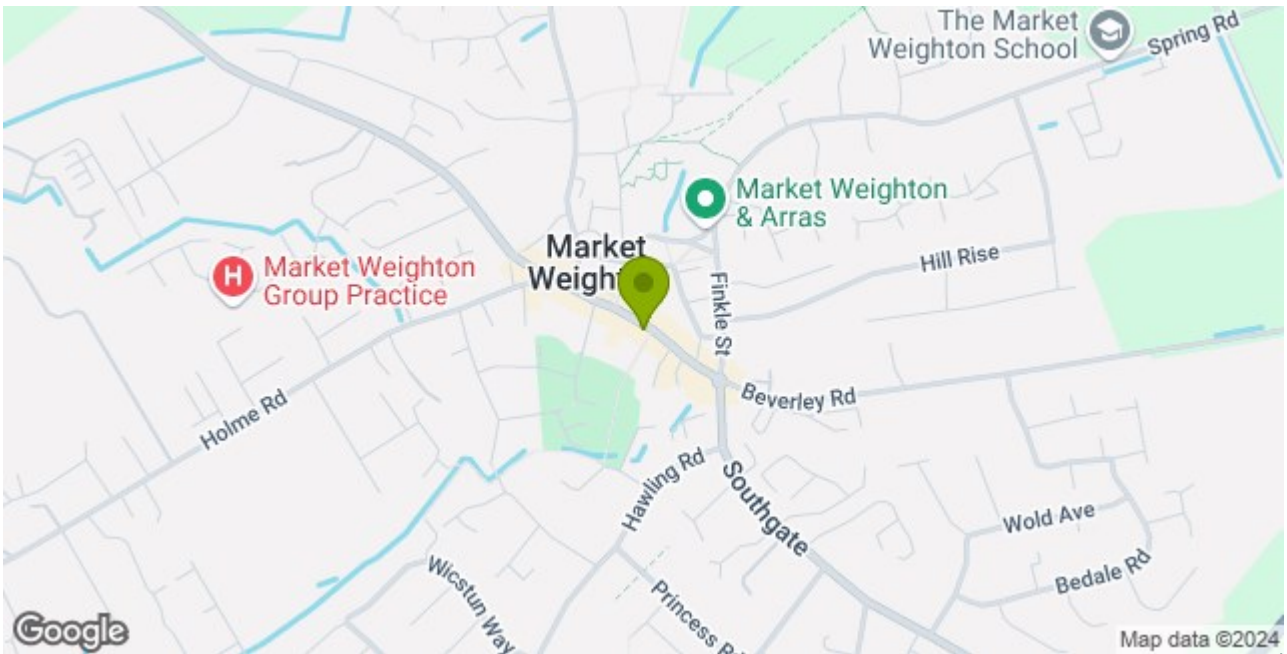 The Market
Weighton School
Spring Rd
Market Weighton
& Arras
Market
Weight
Market Weighton
Group Practice
Hill Rise
Finkle St
Beverley Rd
Holme Rd
Hawling Rd
Southgate
Wold Ave
Bedale Rd
Wicstun Way
Princess Rd
Google
Map data ©2024